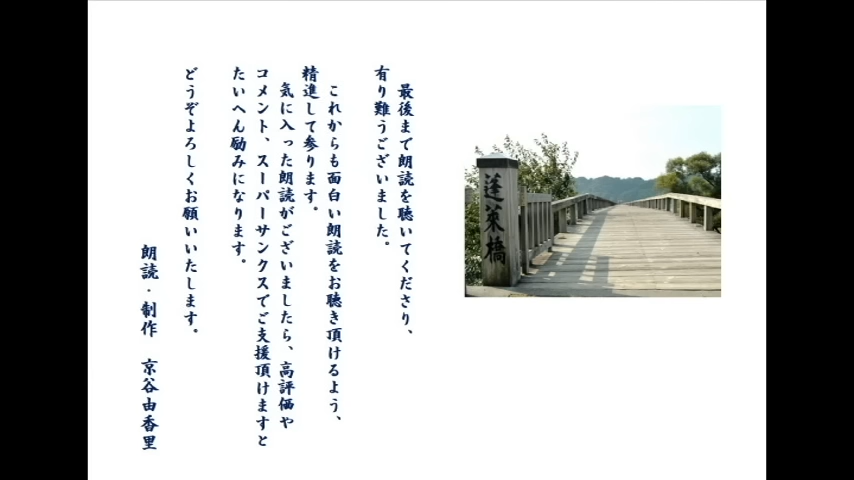 蓬萊橋
最後まで朗読を聴いてくださり、
有り難うございました。
これからも面白い朗読をお聴き頂けるよう、
精進して参ります。
気に入った朗読がございましたら、高評価や
コメント、スーパーサンクスでご支援頂けますと
たいへん励みになります。
どうぞよろしくお願いいたします。
朗読・制作 京谷由香里